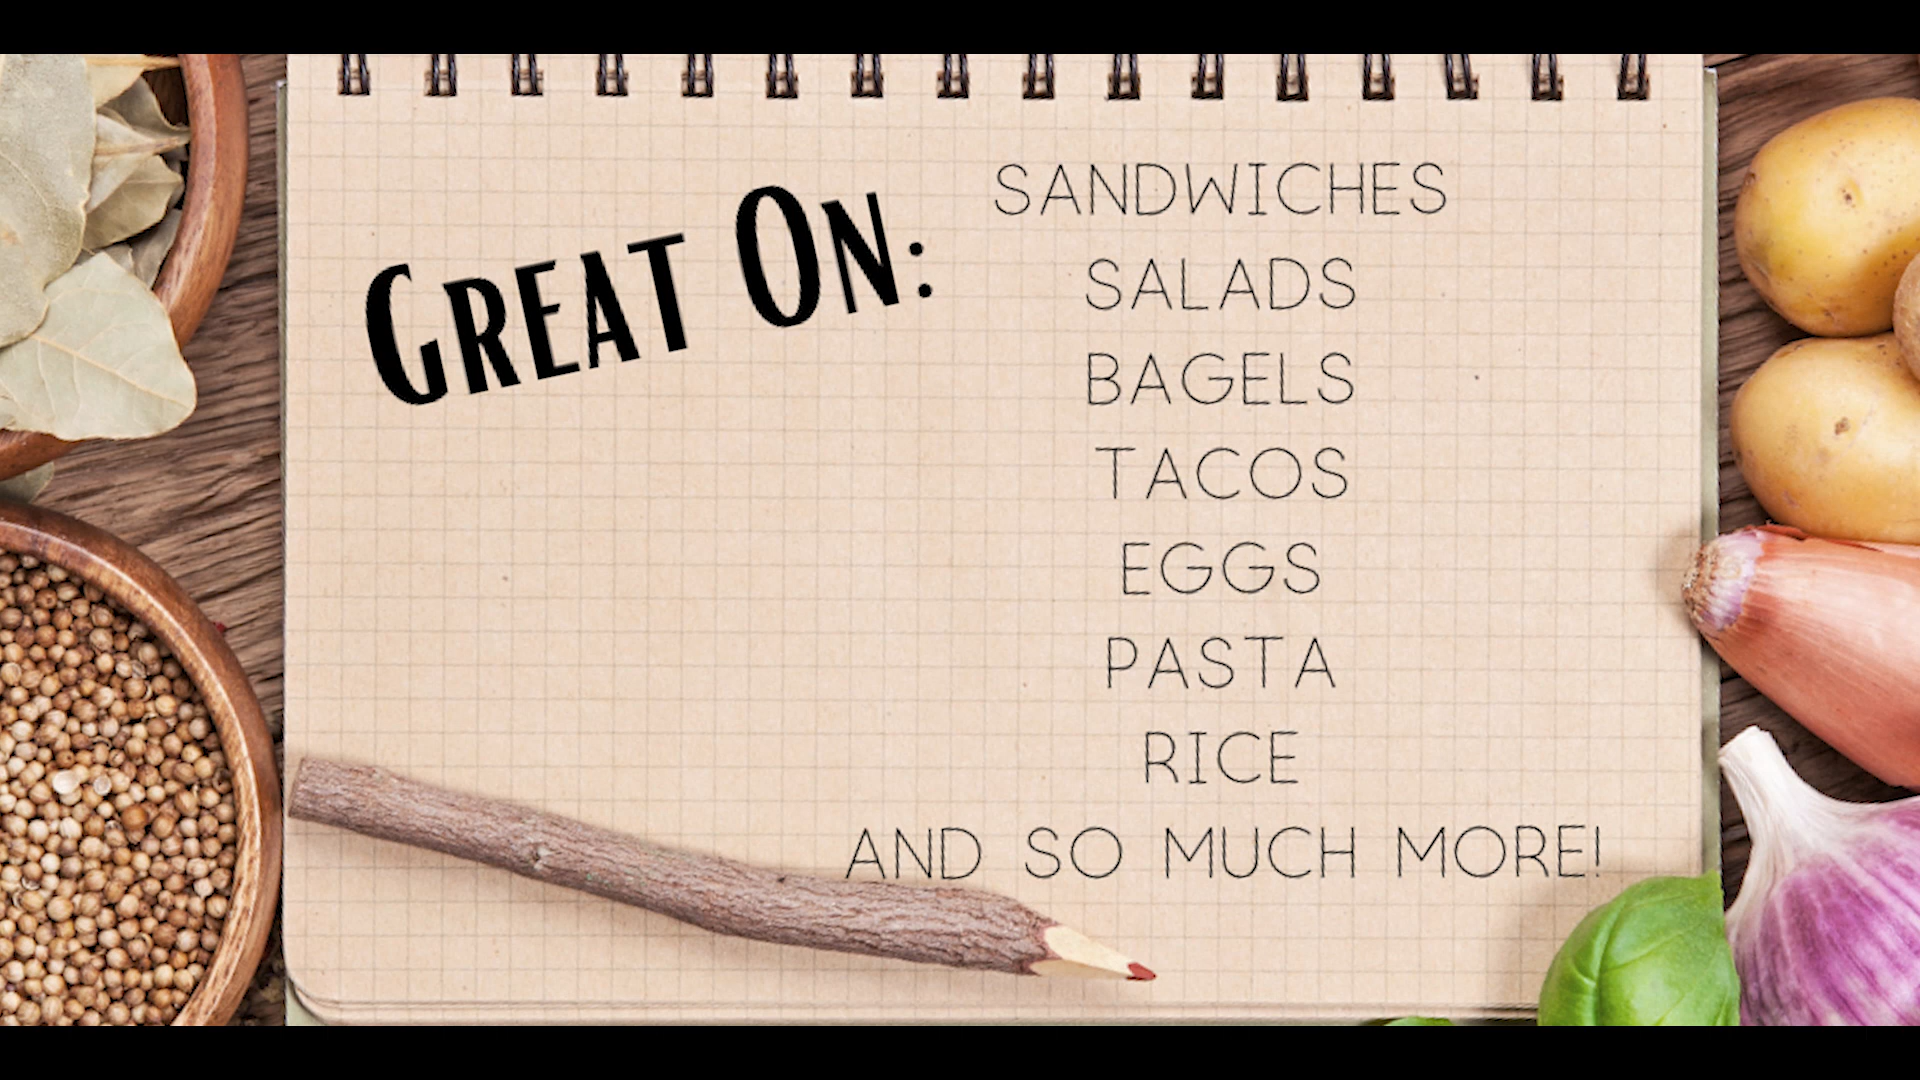 Great On:
SANDWICHES
SALADS
BAGELS
TACOS
EGGS
PASTA
RICE
AND SO MUCH MORE!